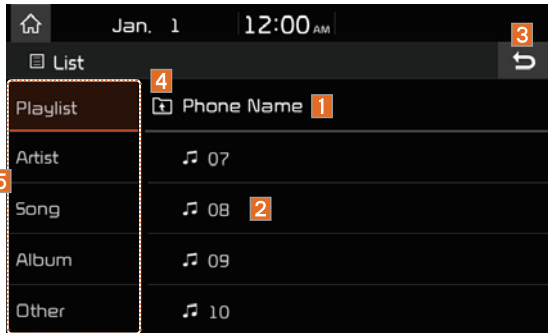 Jan. 1 12:00 AM
3
List
4
Playlist
Phone Name 1
Artist
07
5
Song
08 2
Album
09
Other
10